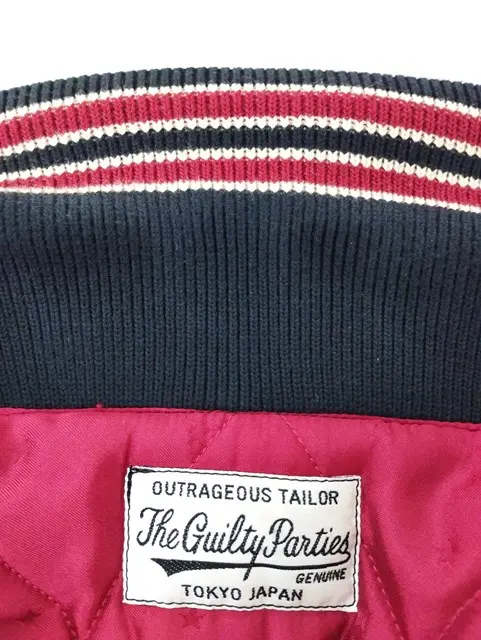 OUTRAGEOUS TAILOR
The Guilty Parties
GENUINE
TOKYO JAPAN